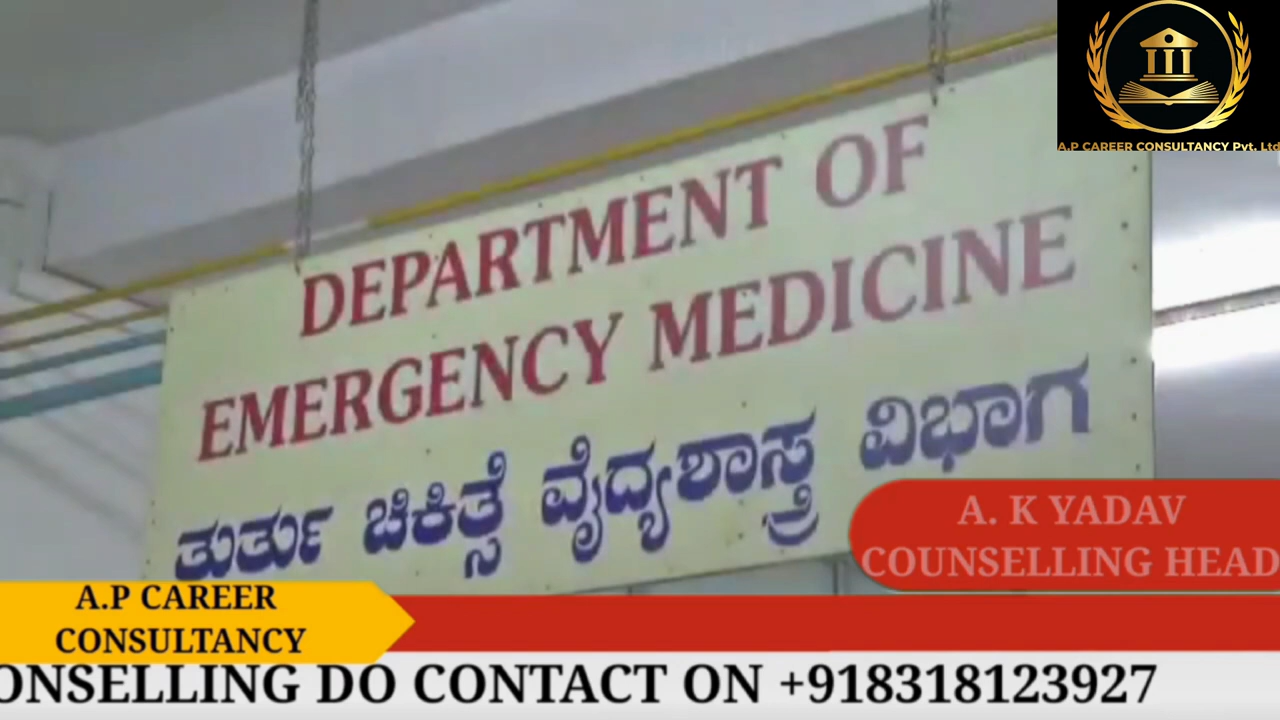 A.P CAREER CONSULTANCY Pvt. Ltd
DEPARTMENT OF
EMERGENCY MEDICINE
ತುರ್ತು ಚಿಕಿತ್ಸೆ ವೈದ್ಯಶಾಸ್ತ್ರ ವಿಭಾಗ
A. K YADAV
COUNSELLING HEAD
A.P CAREER
CONSULTANCY
ONSELLING DO CONTACT ON +918318123927